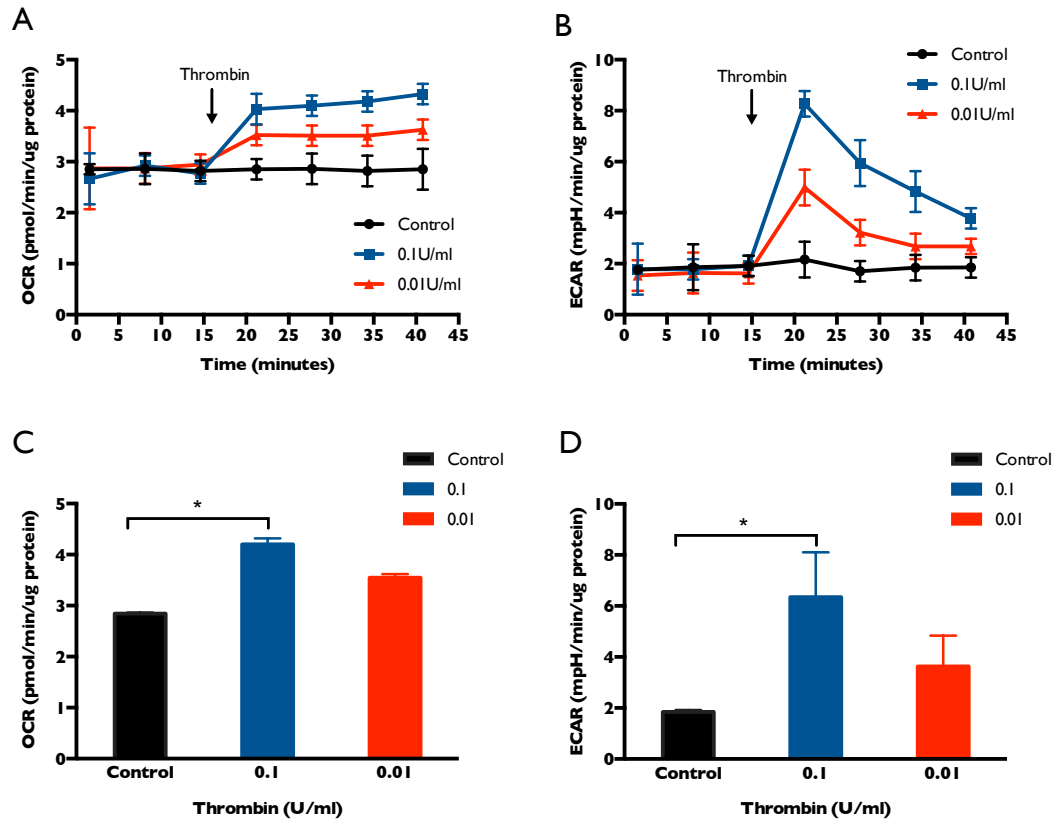 A
OCR (pmol/min/ug protein)
5
4
3
2
1
0
Thrombin
Control
0.1U/ml
0.01U/ml
0 5 10 15 20 25 30 35 40 45
Time (minutes)
B
ECAR (mpH/min/ug protein)
10
8
6
4
2
0
Thrombin
Control
0.1U/ml
0.01U/ml
0 5 10 15 20 25 30 35 40 45
Time (minutes)
C
Control
0.1
0.01
OCR (pmol/min/ug protein)
5
4
3
2
1
0
*
Control 0.1 0.01
Thrombin (U/ml)
D
Control
0.1
0.01
ECAR (mpH/min/ug protein)
10
8
6
4
2
0
*
Control 0.1 0.01
Thrombin (U/ml)